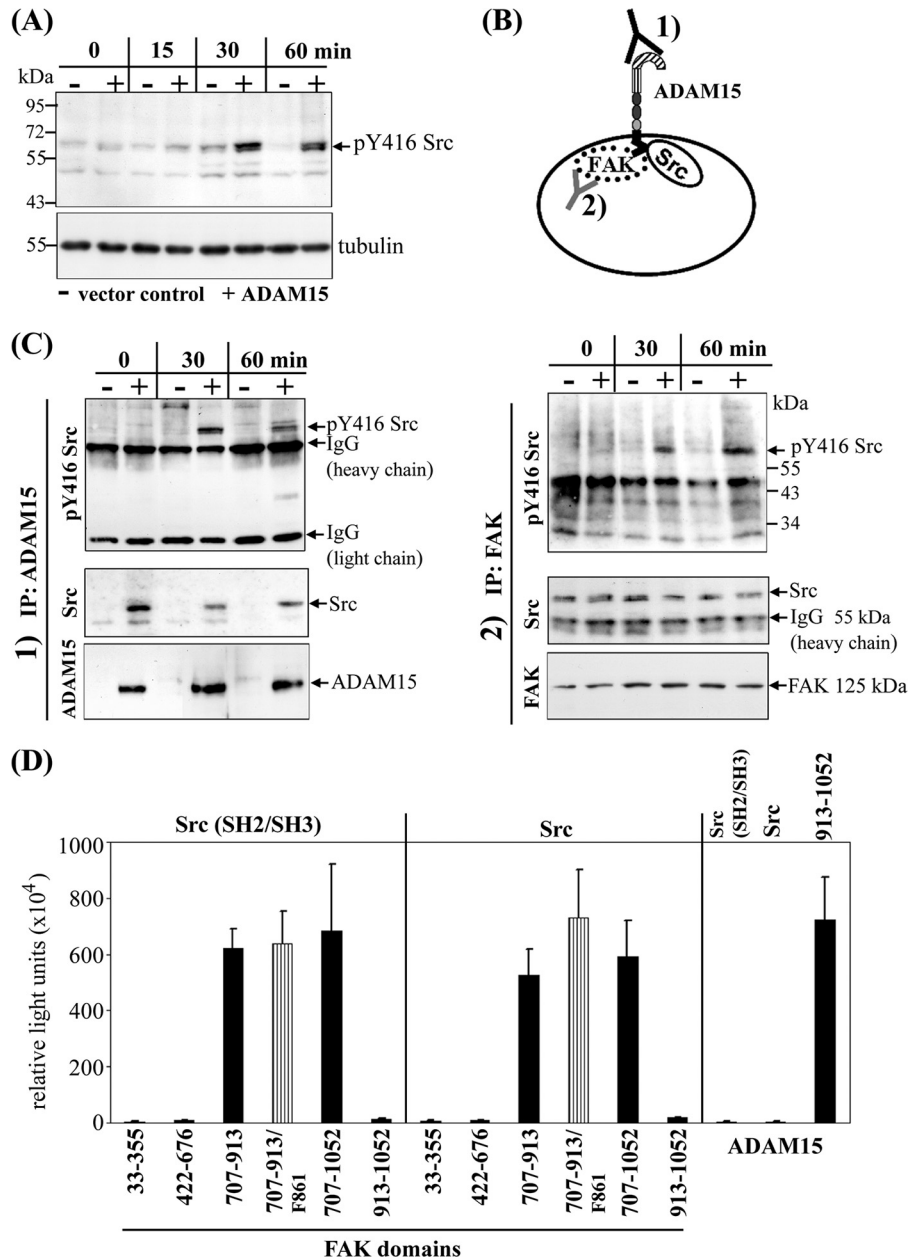 (A)
0 15 30 60 min
kDa
- + - + - + - +
95
72
55
43
pY416 Src
55
tubulin
- vector control + ADAM15
(B)
1)
ADAM15
FAK
Src
2)
(C)
1) IP: ADAM15
0 30 60 min
- + - + - +
pY416 Src
pY416 Src
IgG
(heavy chain)
IgG
(light chain)
Src
Src
ADAM15
ADAM15
2) IP: FAK
0 30 60 min
- + - + - +
kDa
pY416 Src
pY416 Src
55
43
34
Src
Src
IgG 55 kDa
(heavy chain)
FAK
FAK 125 kDa
(D)
Src (SH2/SH3)
Src
Src
(SH2/SH3)
Src
913-1052
relative light units (x10⁴)
1000
800
600
400
200
0
33-355
422-676
707-913
707-913/
F861
707-1052
913-1052
33-355
422-676
707-913
707-913/
F861
707-1052
913-1052
ADAM15
FAK domains